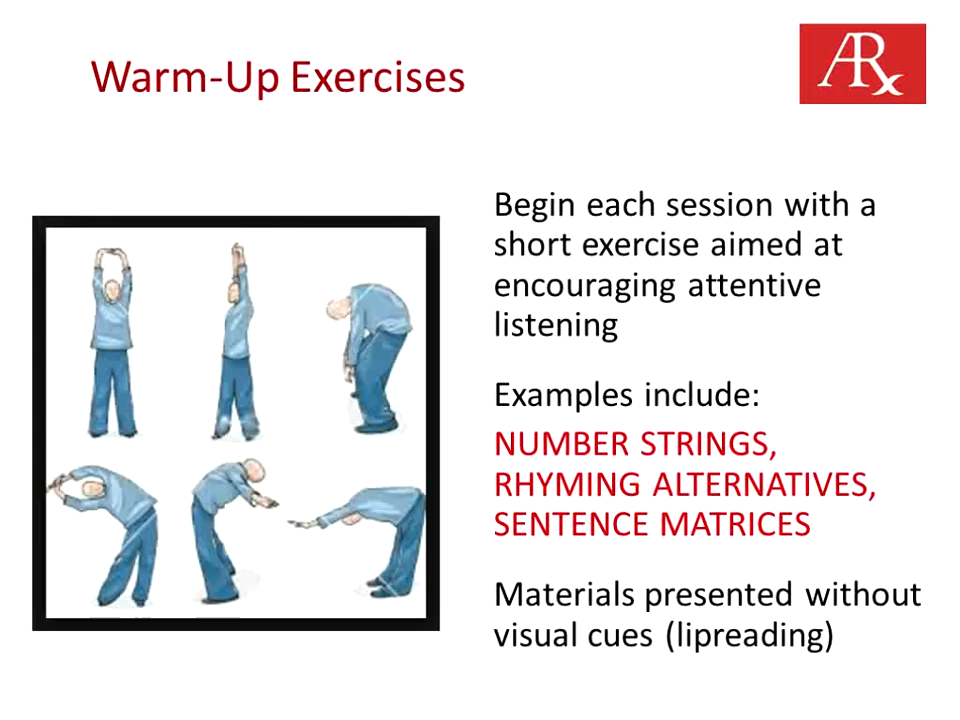 Warm-Up Exercises
ARx
Begin each session with a
short exercise aimed at
encouraging attentive
listening
Examples include:
NUMBER STRINGS,
RHYMING ALTERNATIVES,
SENTENCE MATRICES
Materials presented without
visual cues (lipreading)